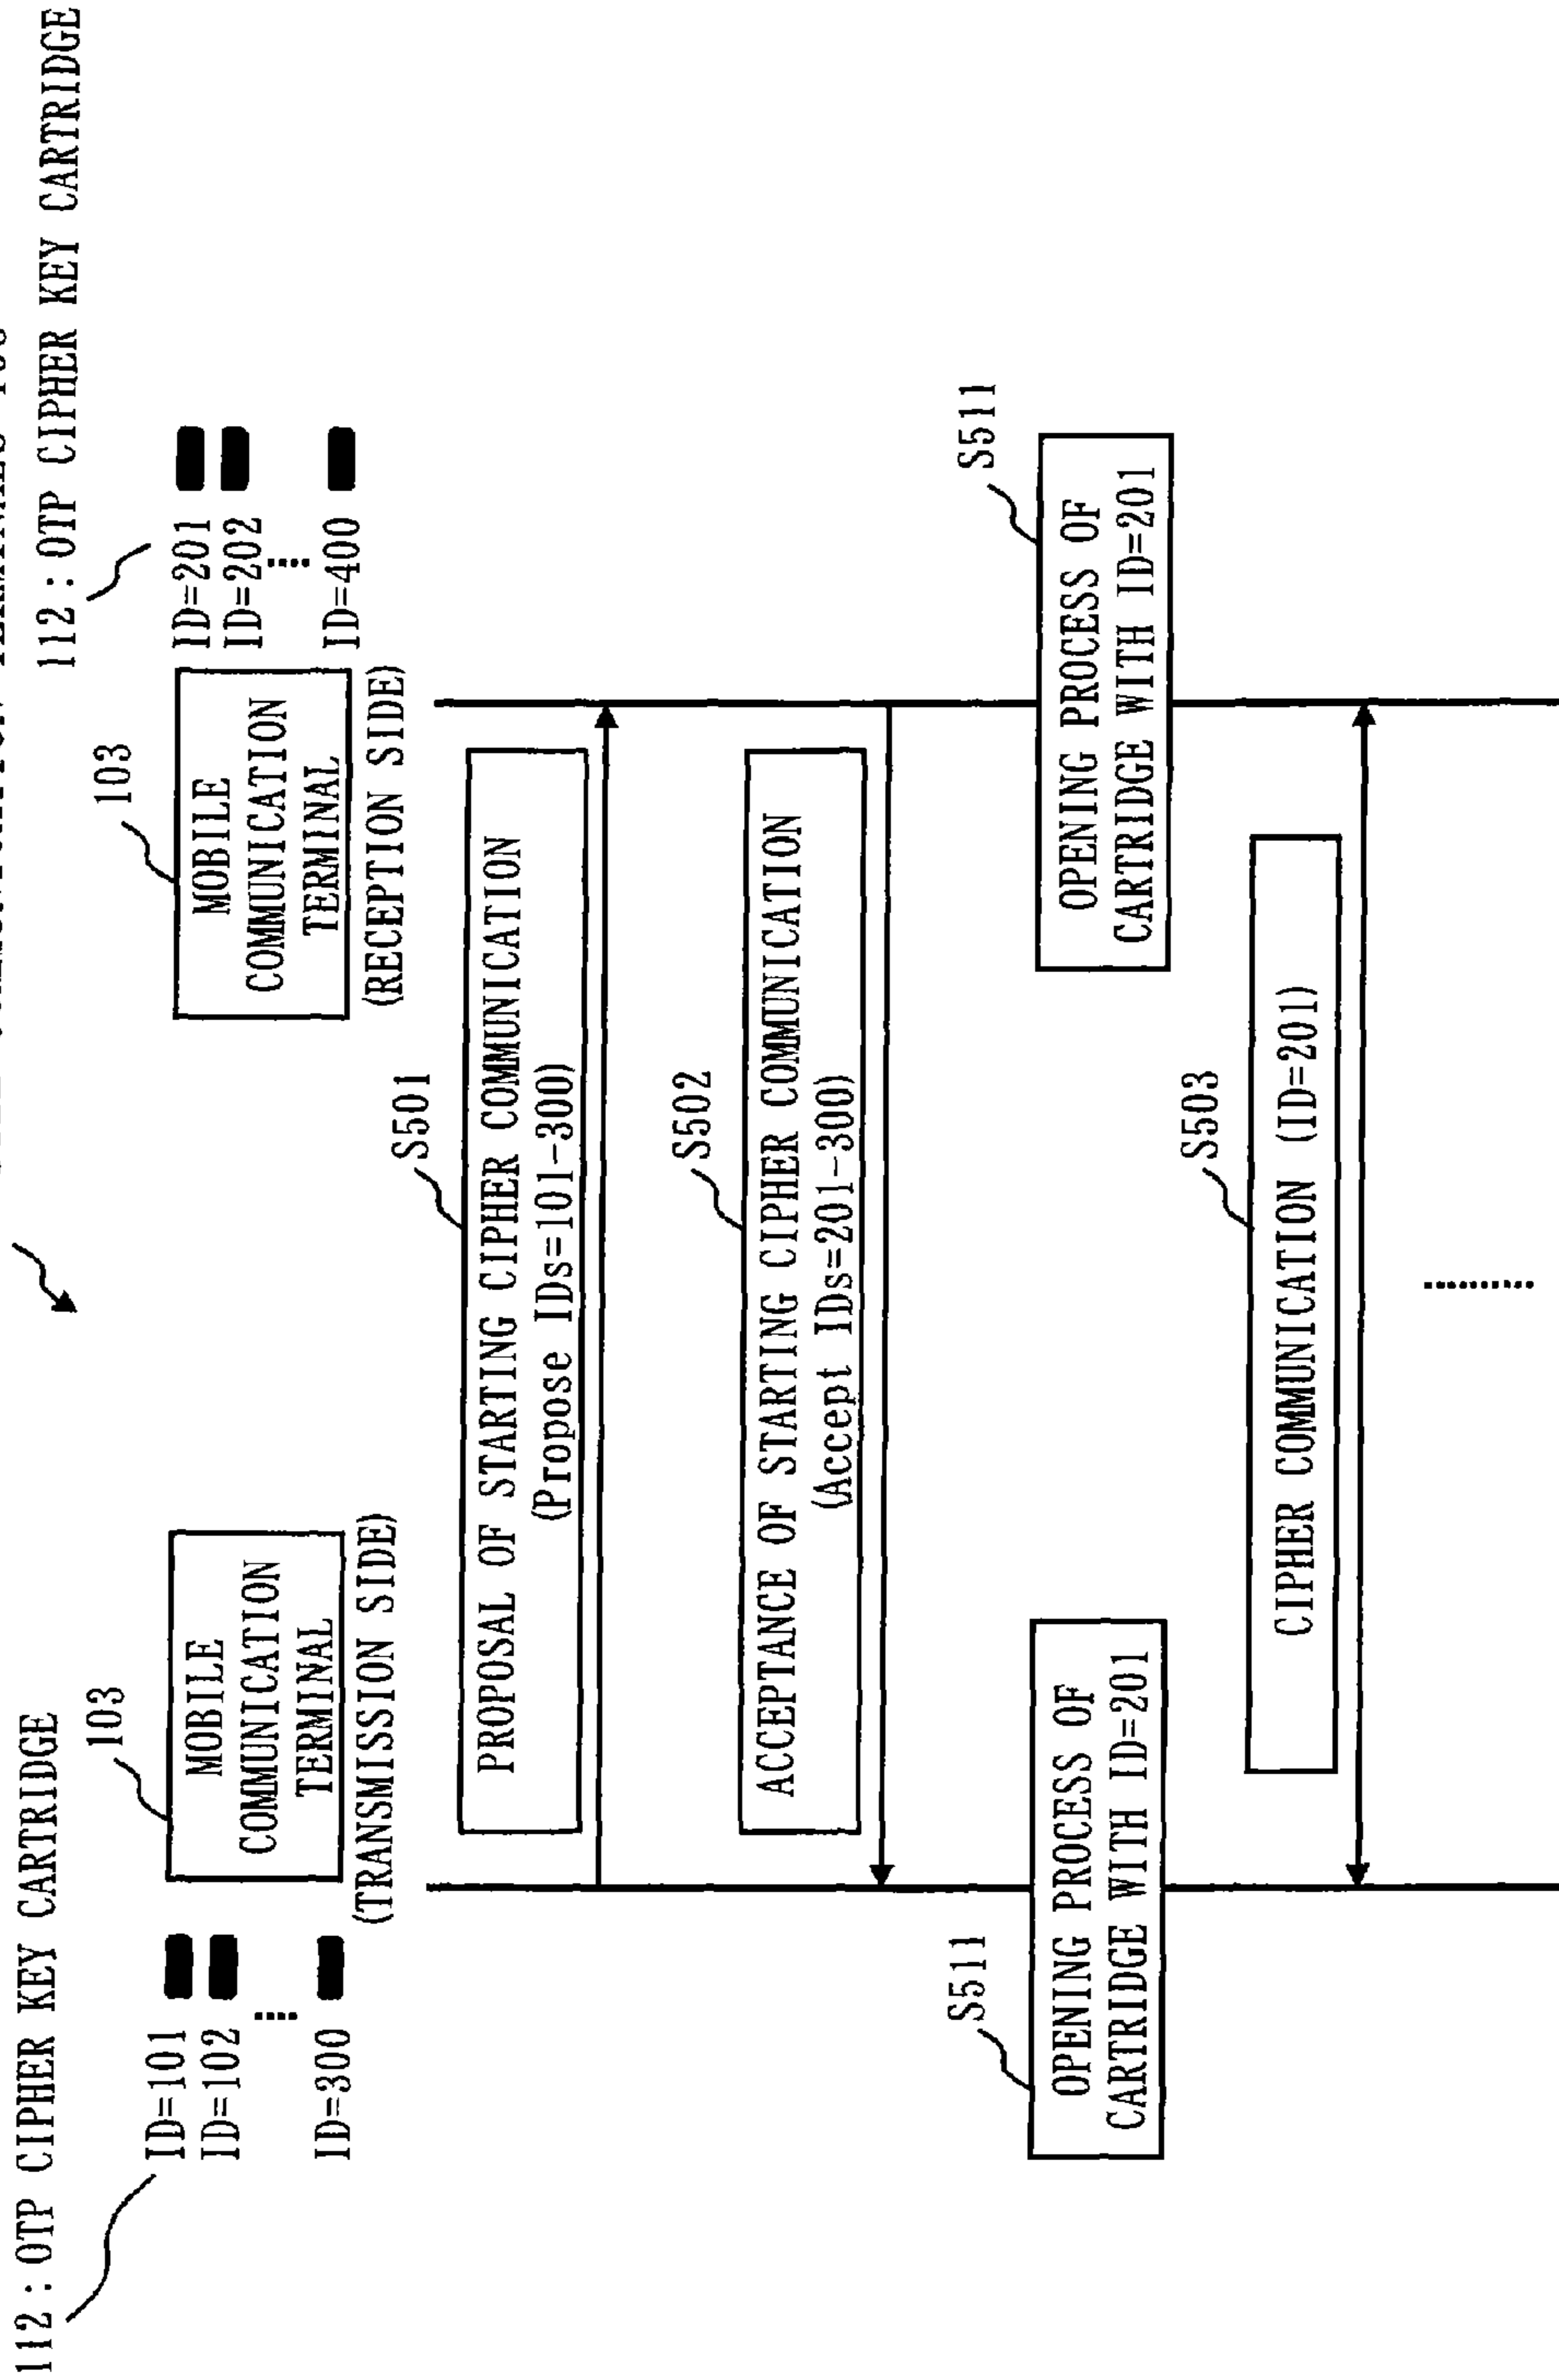 112:OTP CIPHER KEY CARTRIDGE
112:OTP CIPHER KEY CARTRIDGE
103
103
ID=101
ID=102
ID=300
MOBILE
COMMUNICATION
TERMINAL
(TRANSMISSION SIDE)
MOBILE
COMMUNICATION
TERMINAL
(RECEPTION SIDE)
ID=201
ID=202
ID=400
S501
PROPOSAL OF STARTING CIPHER COMMUNICATION
(Propose IDs=101-300)
S502
ACCEPTANCE OF STARTING CIPHER COMMUNICATION
(Accept IDs=201-300)
S511
OPENING PROCESS OF
CARTRIDGE WITH ID=201
S511
OPENING PROCESS OF
CARTRIDGE WITH ID=201
S503
CIPHER COMMUNICATION (ID=201)